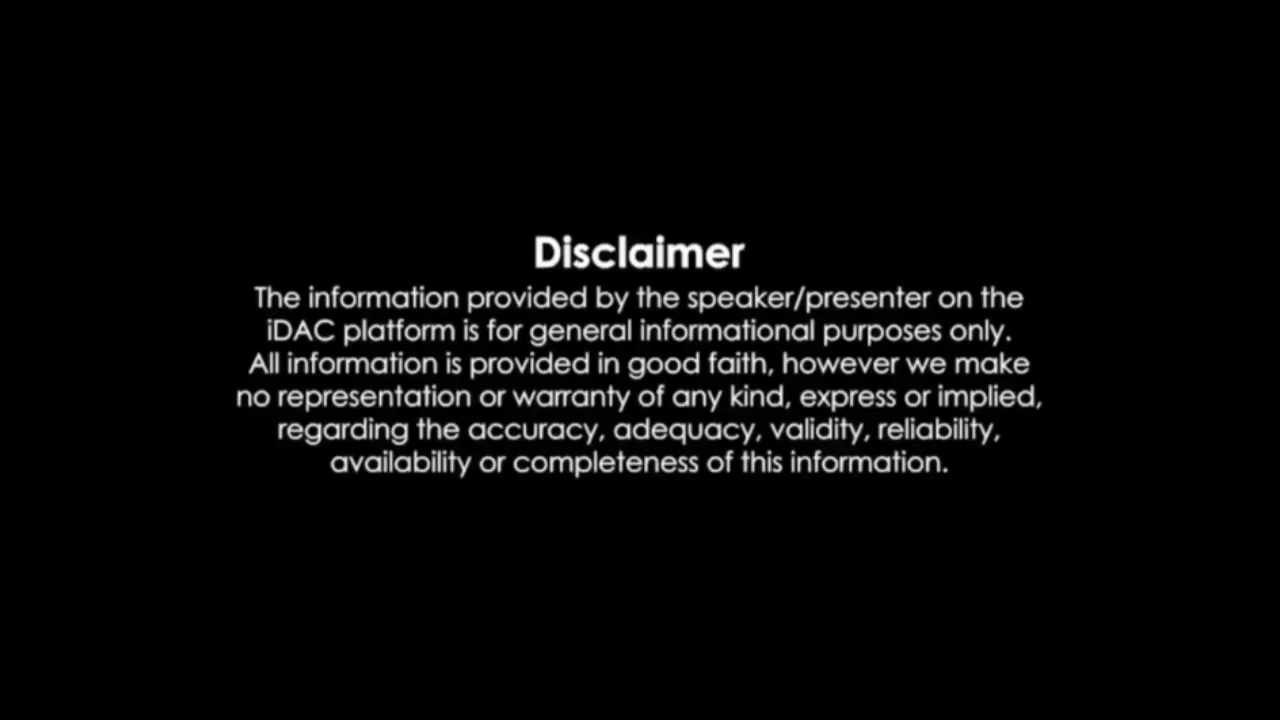 Disclaimer
The information provided by the speaker/presenter on the
iDAC platform is for general informational purposes only.
All information is provided in good faith, however we make
no representation or warranty of any kind, express or implied,
regarding the accuracy, adequacy, validity, reliability,
availability or completeness of this information.